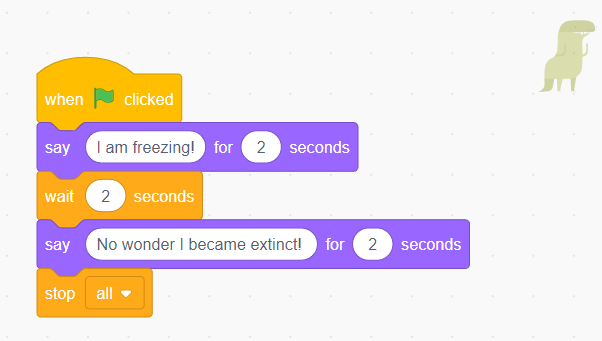 when clicked
say I am freezing! for 2 seconds
wait 2 seconds
say No wonder I became extinct! for 2 seconds
stop all